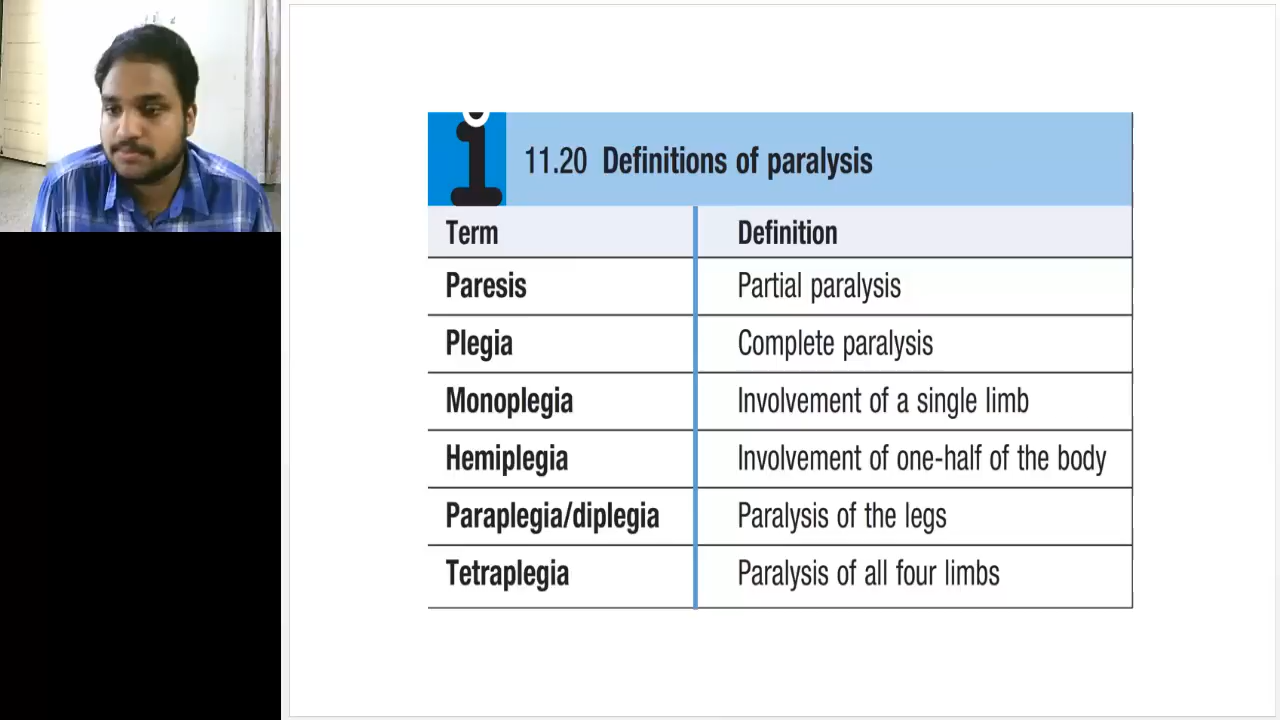 i
11.20 Definitions of paralysis
Term Definition
Paresis Partial paralysis
Plegia Complete paralysis
Monoplegia Involvement of a single limb
Hemiplegia Involvement of one-half of the body
Paraplegia/diplegia Paralysis of the legs
Tetraplegia Paralysis of all four limbs